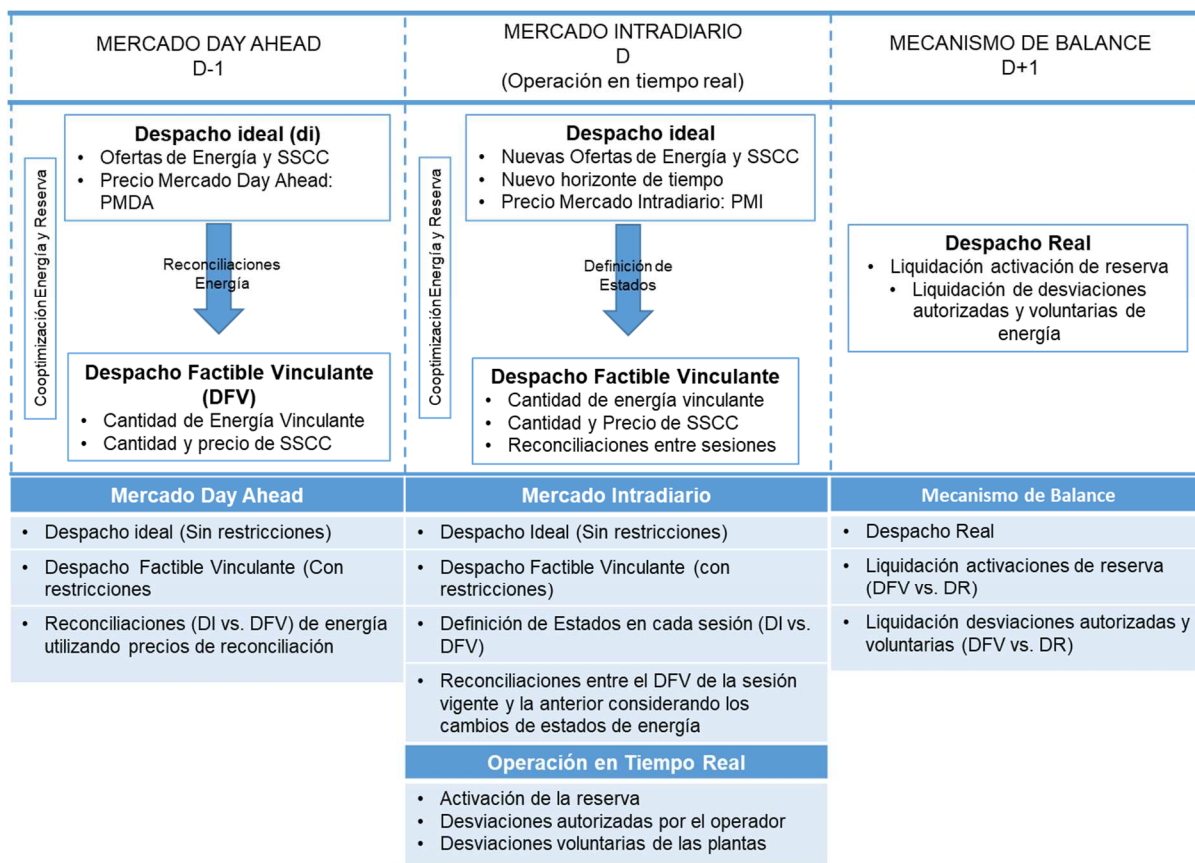 MERCADO DAY AHEAD
D-1
MERCADO INTRADIARIO
D
(Operación en tiempo real)
MECANISMO DE BALANCE
D+1
Cooptimización Energía y Reserva
Despacho ideal (di)
• Ofertas de Energía y SSCC
• Precio Mercado Day Ahead:
PMDA
Reconciliaciones
Energía
Despacho Factible Vinculante
(DFV)
• Cantidad de Energía Vinculante
• Cantidad y precio de SSCC
Cooptimización Energía y Reserva
Despacho ideal
• Nuevas Ofertas de Energía y SSCC
• Nuevo horizonte de tiempo
• Precio Mercado Intradiario: PMI
Definición de
Estados
Despacho Factible Vinculante
• Cantidad de energía vinculante
• Cantidad y Precio de SSCC
• Reconciliaciones entre sesiones
Despacho Real
• Liquidación activación de reserva
• Liquidación de desviaciones
autorizadas y voluntarias de
energía
Mercado Day Ahead
• Despacho ideal (Sin restricciones)
• Despacho Factible Vinculante (Con
restricciones
• Reconciliaciones (DI vs. DFV) de energía
utilizando precios de reconciliación
Mercado Intradiario
• Despacho Ideal (Sin restricciones)
• Despacho Factible Vinculante (con
restricciones)
• Definición de Estados en cada sesión (DI vs.
DFV)
• Reconciliaciones entre el DFV de la sesión
vigente y la anterior considerando los
cambios de estados de energía
Operación en Tiempo Real
• Activación de la reserva
• Desviaciones autorizadas por el operador
• Desviaciones voluntarias de las plantas
Mecanismo de Balance
• Despacho Real
• Liquidación activaciones de reserva
(DFV vs. DR)
• Liquidación desviaciones autorizadas y
voluntarias (DFV vs. DR)